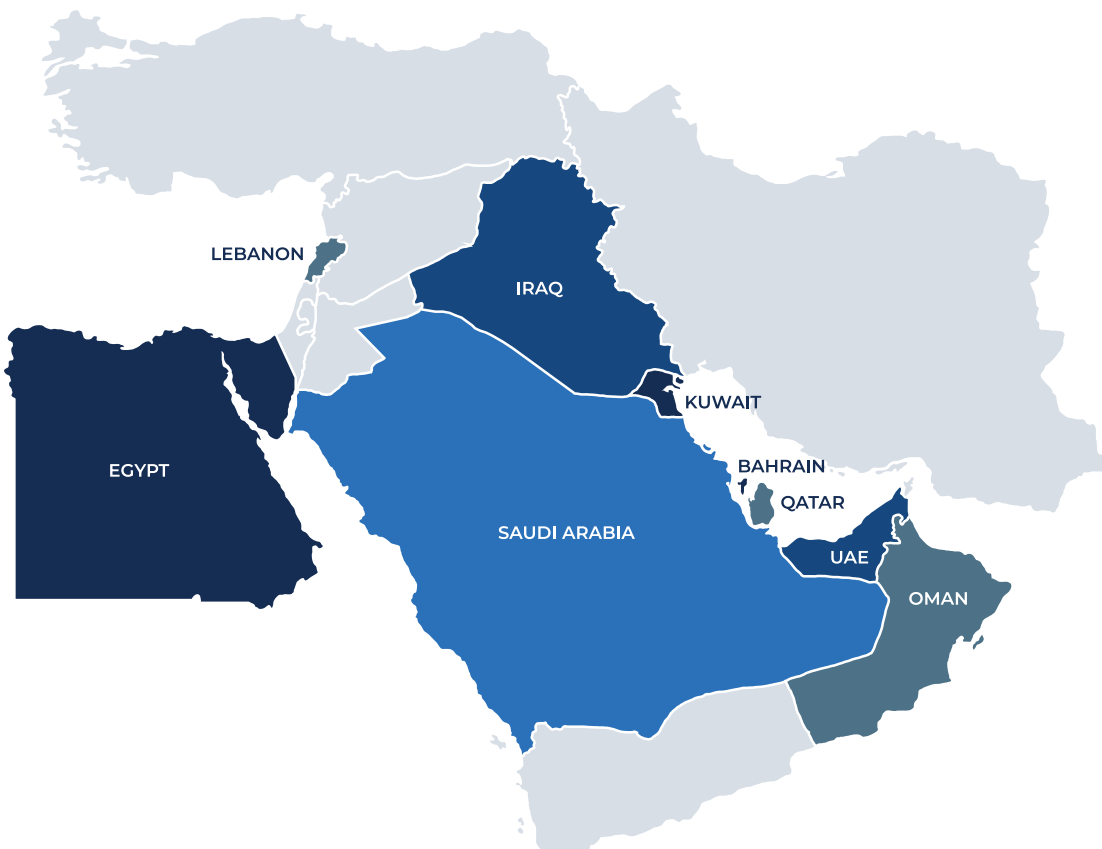 LEBANON
IRAQ
KUWAIT
EGYPT
BAHRAIN
QATAR
SAUDI ARABIA
UAE
OMAN